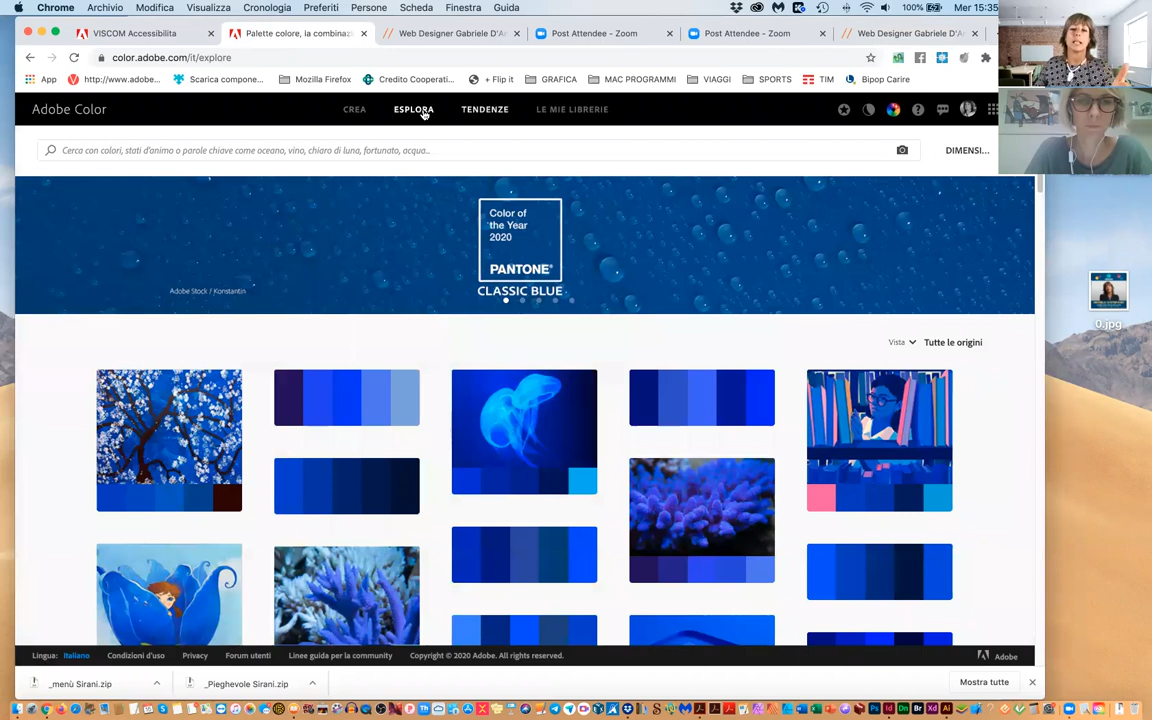 Chrome Archivio Modifica Visualizza Cronologia Preferiti Persone Scheda Finestra Guida 100% Mer 15:35
VISCOM Accessibilita Palette colore, la combinaz Web Designer Gabriele D'A Post Attendee - Zoom Post Attendee - Zoom Web Designer Gabriele D'A
color.adobe.com/it/explore
App http://www.adobe... Scarica compone... Mozilla Firefox Credito Cooperati... + Flip it GRAFICA MAC PROGRAMMI VIAGGI SPORTS TIM Bipop Carire
Adobe Color CREA ESPLORA TENDENZE LE MIE LIBRERIE
Cerca con colori, stati d'animo o parole chiave come oceano, vino, chiaro di luna, fortunato, acqua... DIMENSI...
Color of
the Year
2020
PANTONE®
CLASSIC BLUE
Adobe Stock / Konstantin
Vista Tutte le origini
0.jpg
Lingua: Italiano Condizioni d'uso Privacy Forum utenti Linee guida per la community Copyright © 2020 Adobe. All rights reserved. Adobe
_menù Sirani.zip _Pieghevole Sirani.zip Mostra tutte